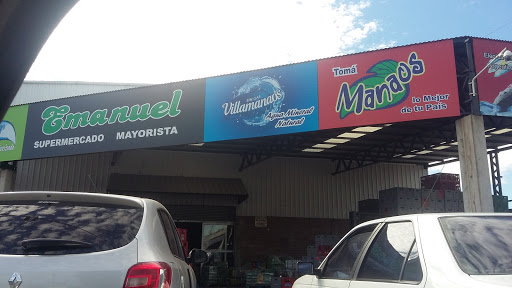 Emanuel
SUPERMERCADO MAYORISTA
Villamanaos
Agua Mineral
Natural
Tomá
Manaos
lo Mejor
de tu País